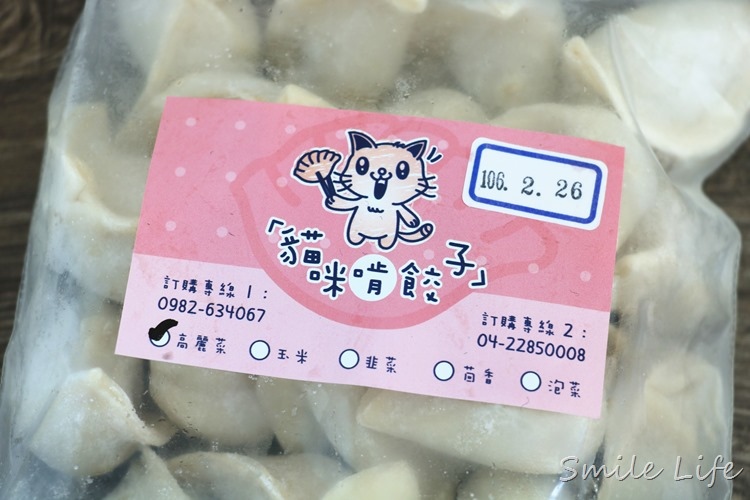 106. 2. 26
「貓咪啃餃子」
訂購專線1：
0982-634067
訂購專線2：
04-22850008
高麗菜
玉米
韭菜
茴香
泡菜
Smile Life